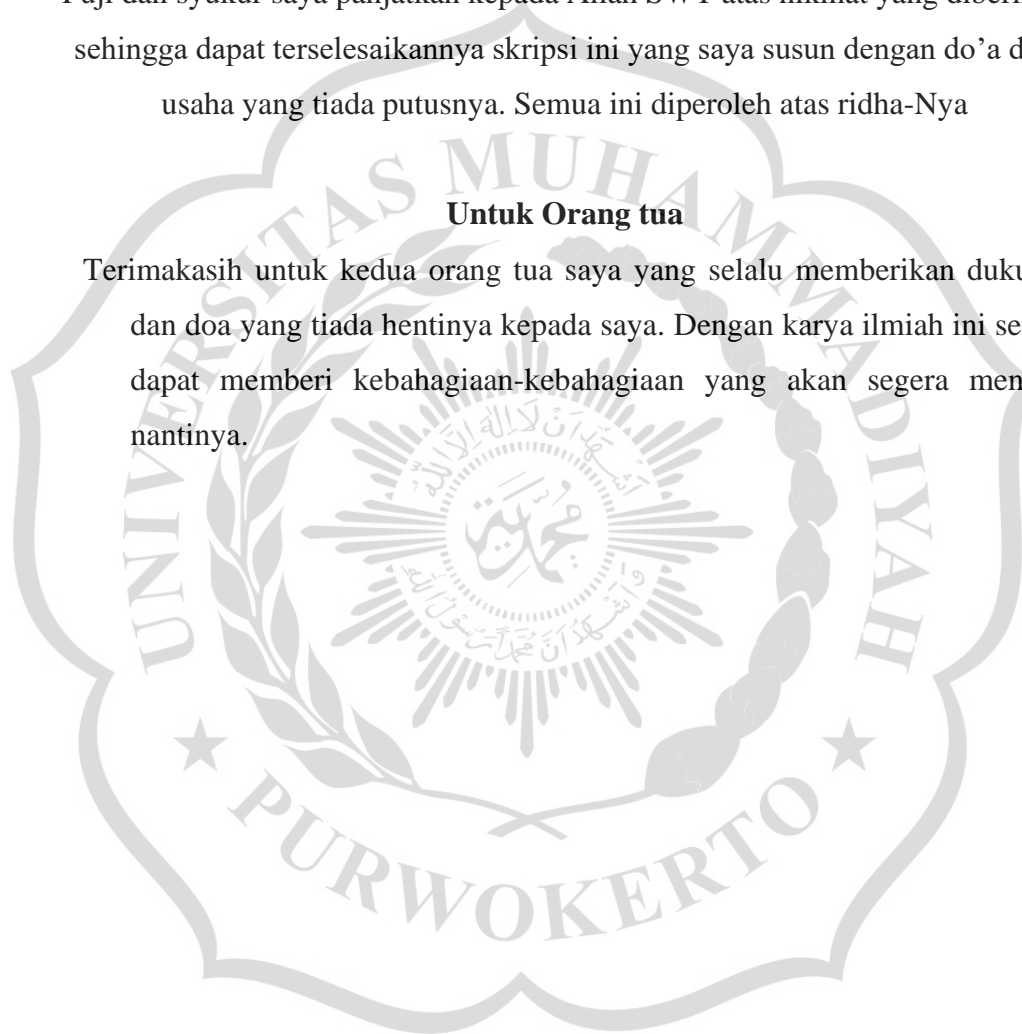 Puji dan syukur saya panjatkan kepada Allah SWT atas nikmat yang diberi
sehingga dapat terselesaikannya skripsi ini yang saya susun dengan do’a d
usaha yang tiada putusnya. Semua ini diperoleh atas ridha-Nya
Untuk Orang tua
Terimakasih untuk kedua orang tua saya yang selalu memberikan duku
dan doa yang tiada hentinya kepada saya. Dengan karya ilmiah ini se
dapat memberi kebahagiaan-kebahagiaan yang akan segera men
nantinya.
UNIVERSITAS MUHAMMADIYAH
اَشْهَدُ اَنْ لَا اِلٰهَ اِلَّا اللّٰهُ
محمدية
وَاَشْهَدُ اَنَّ مُحَمَّدًا رَسُوْلُ اللّٰهِ
PURWOKERTO